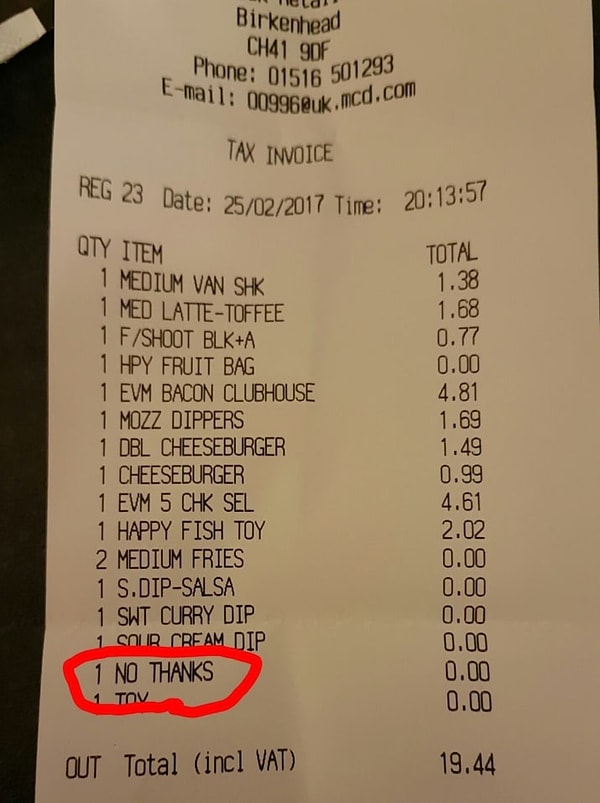 Birkenhead
CH41 9DF
Phone: 01516 501293
E-mail: 00996@uk.mcd.com
TAX INVOICE
REG 23 Date: 25/02/2017 Time: 20:13:57
QTY ITEM TOTAL
1 MEDIUM VAN SHK 1.38
1 MED LATTE-TOFFEE 1.68
1 F/SHOOT BLK+A 0.77
1 HPY FRUIT BAG 0.00
1 EVM BACON CLUBHOUSE 4.81
1 MOZZ DIPPERS 1.69
1 DBL CHEESEBURGER 1.49
1 CHEESEBURGER 0.99
1 EVM 5 CHK SEL 4.61
1 HAPPY FISH TOY 2.02
2 MEDIUM FRIES 0.00
1 S.DIP-SALSA 0.00
1 SWT CURRY DIP 0.00
1 SOUR CREAM DIP 0.00
1 NO THANKS 0.00
1 TOY 0.00
OUT Total (incl VAT) 19.44